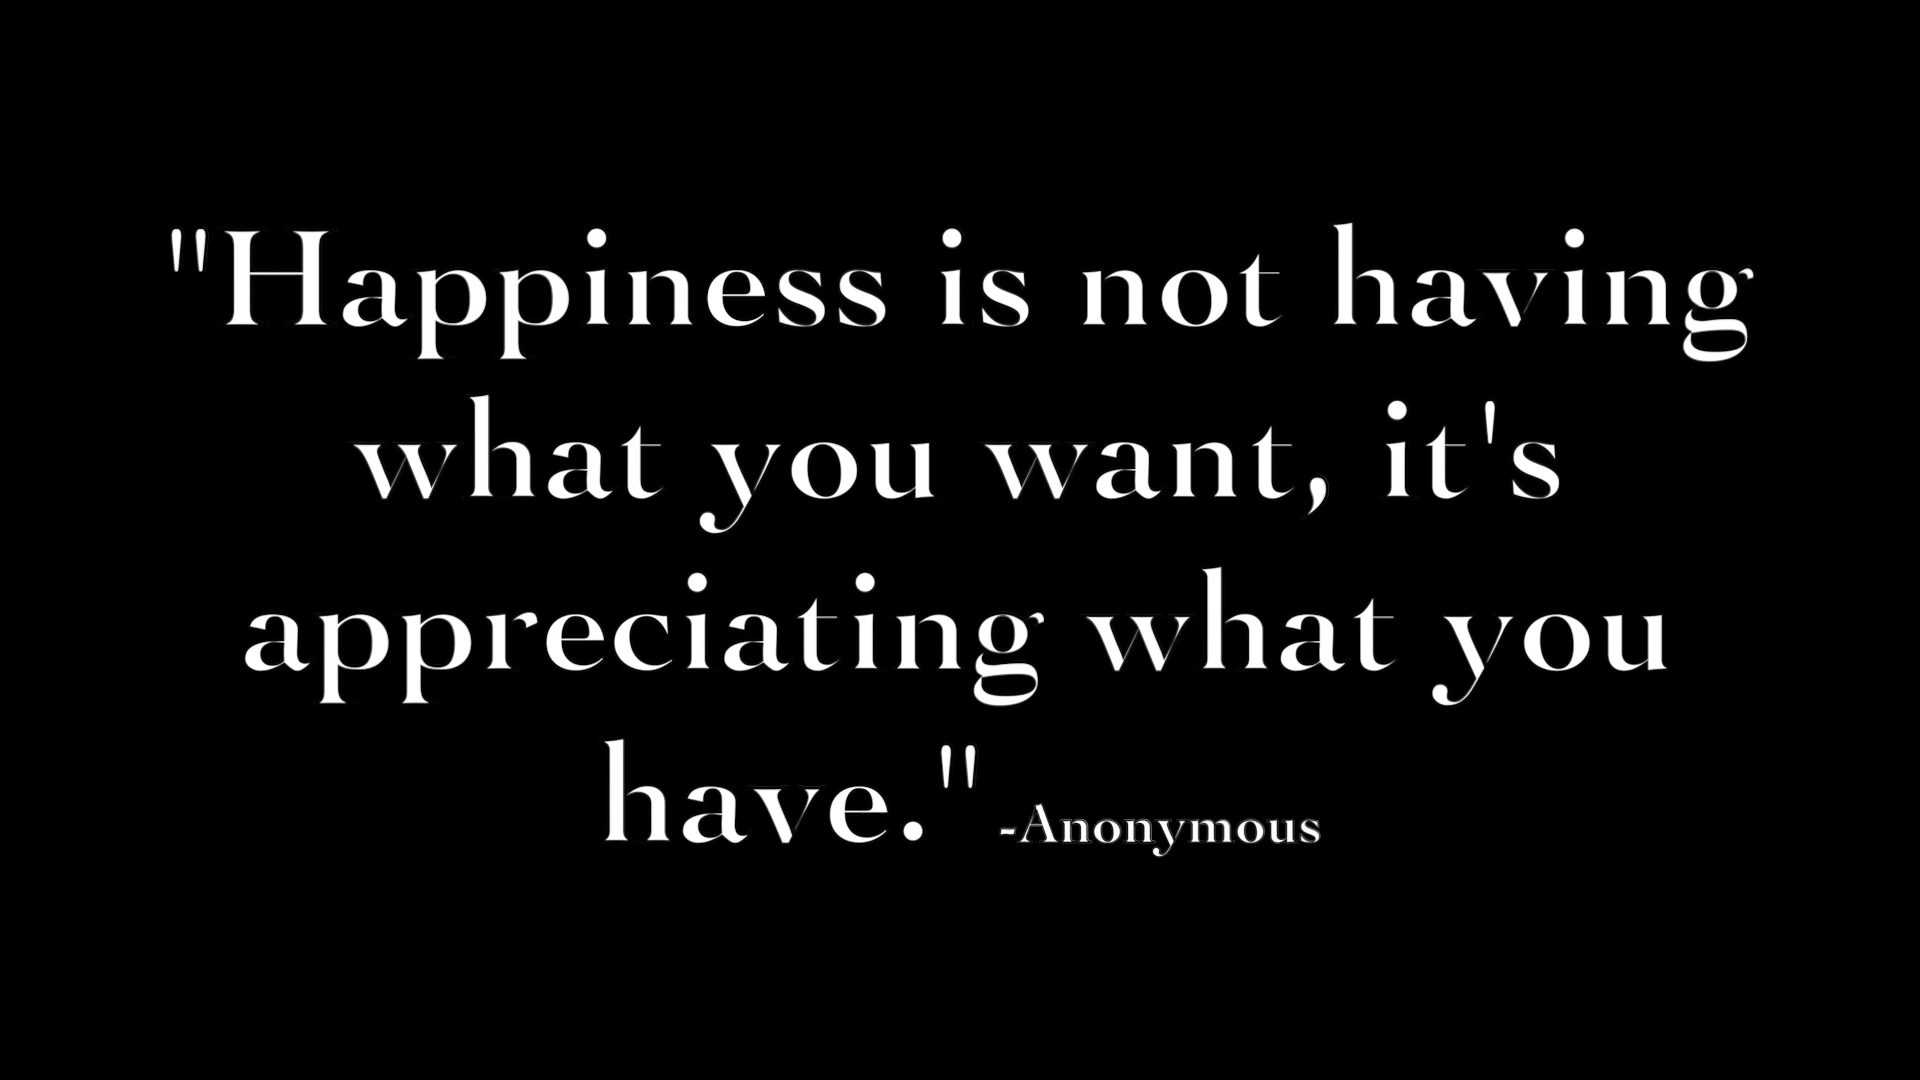 "Happiness is not having
what you want, it's
appreciating what you
have." -Anonymous